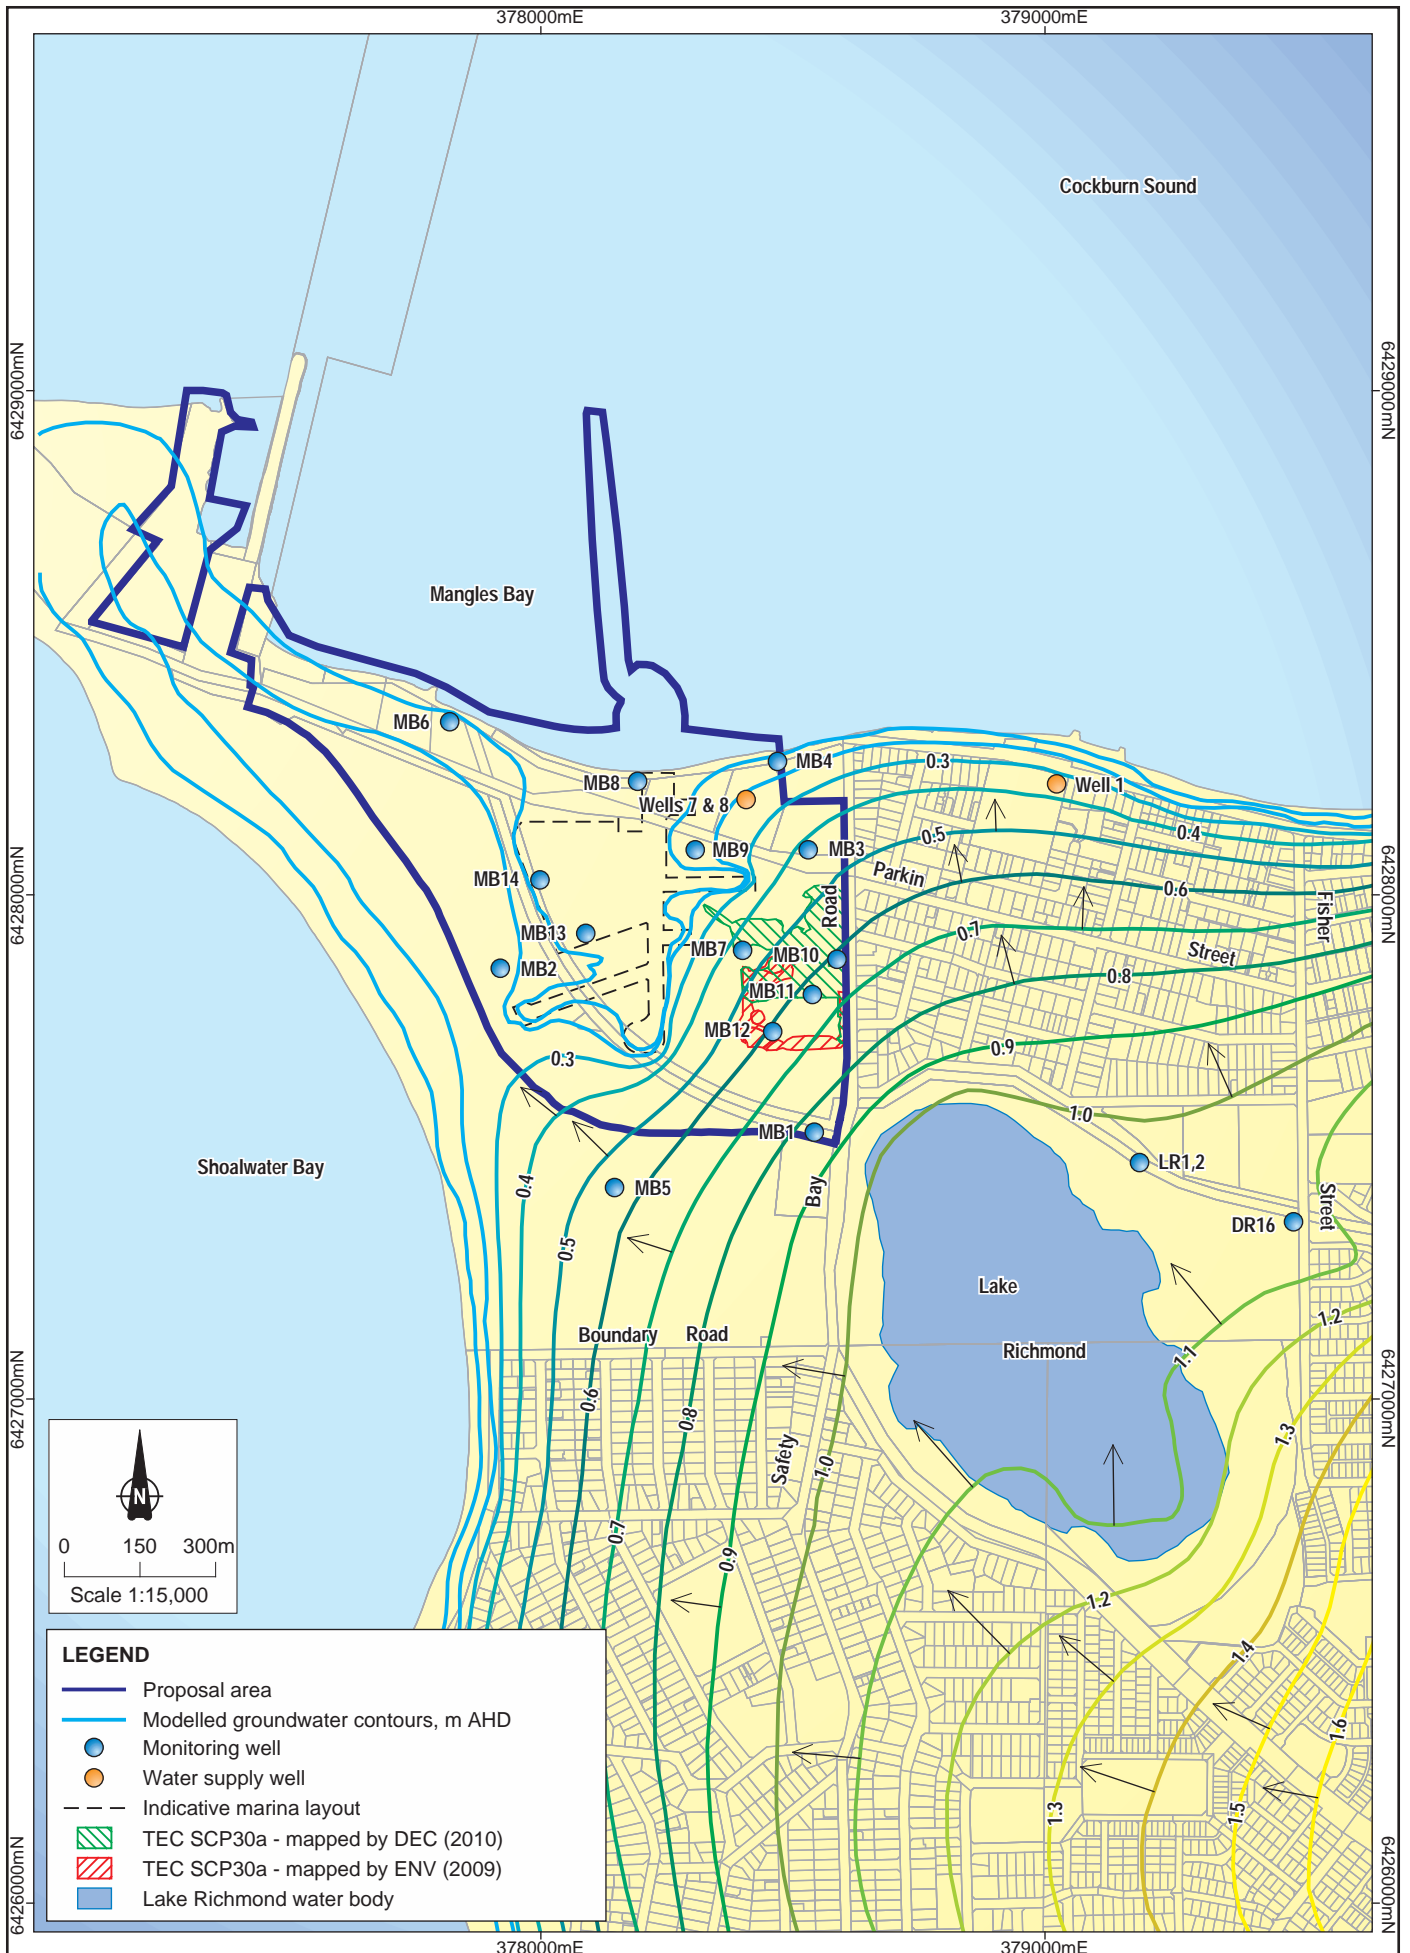 378000mE
379000mE
Cockburn Sound
6429000mN
6429000mN
Mangles Bay
MB6
MB4
MB8
0.3
Well 1
Wells 7 & 8
0.4
0.5
MB9
MB3
Parkin
MB14
0.6
Road
Fisher
6428000mN
6428000mN
MB13
0.7
MB7
MB10
Street
MB2
0.8
MB11
MB12
0.9
0.3
1.0
MB1
LR1,2
Shoalwater Bay
0.4
MB5
Bay
Street
DR16
0.5
Lake
1.2
Boundary Road
Richmond
1.1
0.6
0.8
6427000mN
6427000mN
1.3
Safety
1.0
N
0.7
0.9
0 150 300m
Scale 1:15,000
1.2
1.4
1.6
1.3
1.5
LEGEND
Proposal area
Modelled groundwater contours, m AHD
Monitoring well
Water supply well
Indicative marina layout
TEC SCP30a - mapped by DEC (2010)
TEC SCP30a - mapped by ENV (2009)
Lake Richmond water body
6426000mN
6426000mN
378000mE
379000mE